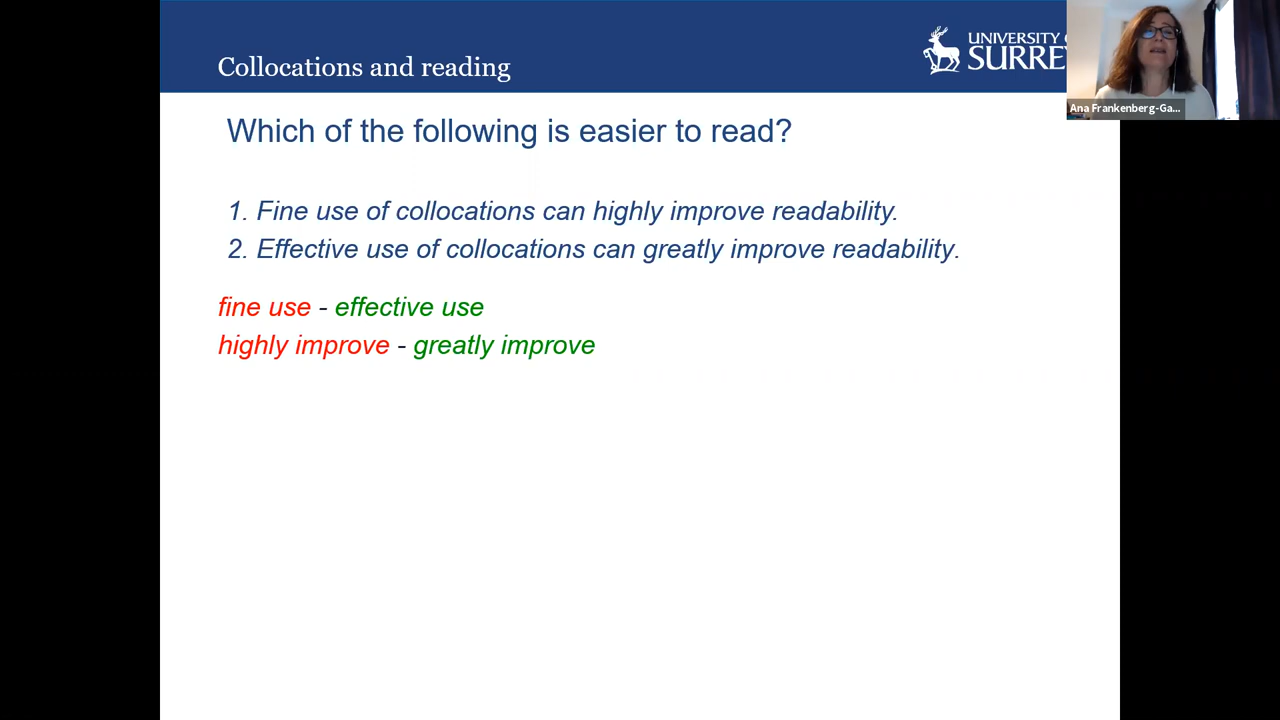 Collocations and reading
UNIVERSITY O
SURREY
Ana Frankenberg-Ga...
Which of the following is easier to read?
1. Fine use of collocations can highly improve readability.
2. Effective use of collocations can greatly improve readability.
fine use - effective use
highly improve - greatly improve